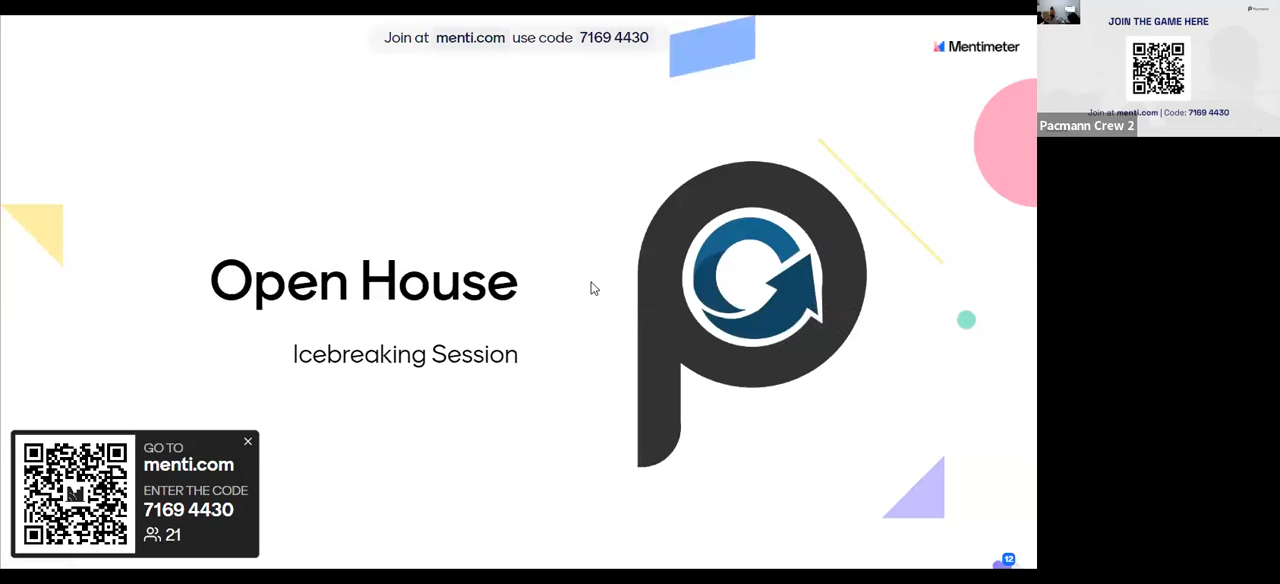 Join at menti.com use code 7169 4430
Mentimeter
Open House
Icebreaking Session
GO TO
menti.com
ENTER THE CODE
7169 4430
21
12
JOIN THE GAME HERE
Join at menti.com | Code: 7169 4430
Pacmann Crew 2